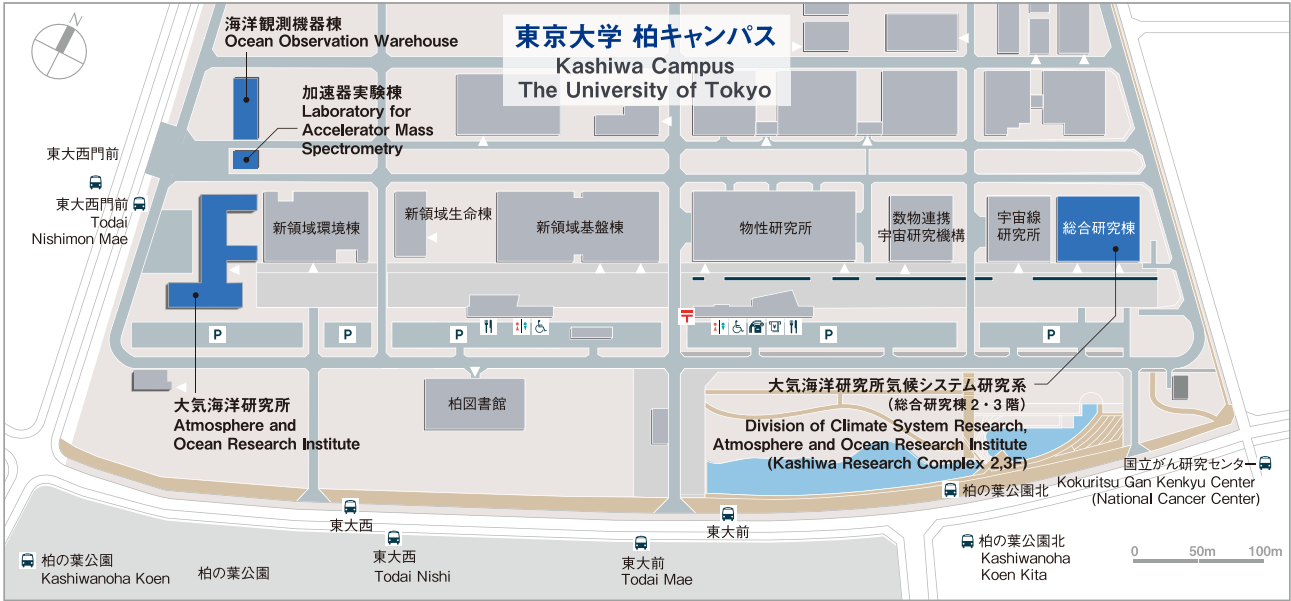 N
海洋観測機器棟
Ocean Observation Warehouse
東京大学 柏キャンパス
Kashiwa Campus
The University of Tokyo
加速器実験棟
Laboratory for
Accelerator Mass
Spectrometry
東大西門前
東大西門前
Todai
Nishimon Mae
新領域環境棟
新領域生命棟
新領域基盤棟
物性研究所
数物連携
宇宙研究機構
宇宙線
研究所
総合研究棟
P
P
P
P
P
〒
大気海洋研究所
Atmosphere and
Ocean Research Institute
柏図書館
大気海洋研究所気候システム研究系
(総合研究棟2・3階)
Division of Climate System Research,
Atmosphere and Ocean Research Institute
(Kashiwa Research Complex 2,3F)
国立がん研究センター
Kokuritsu Gan Kenkyu Center
(National Cancer Center)
柏の葉公園北
東大西
東大前
東大西
Todai Nishi
東大前
Todai Mae
柏の葉公園北
Kashiwanoha
Koen Kita
柏の葉公園
Kashiwanoha Koen
柏の葉公園
0 50m 100m